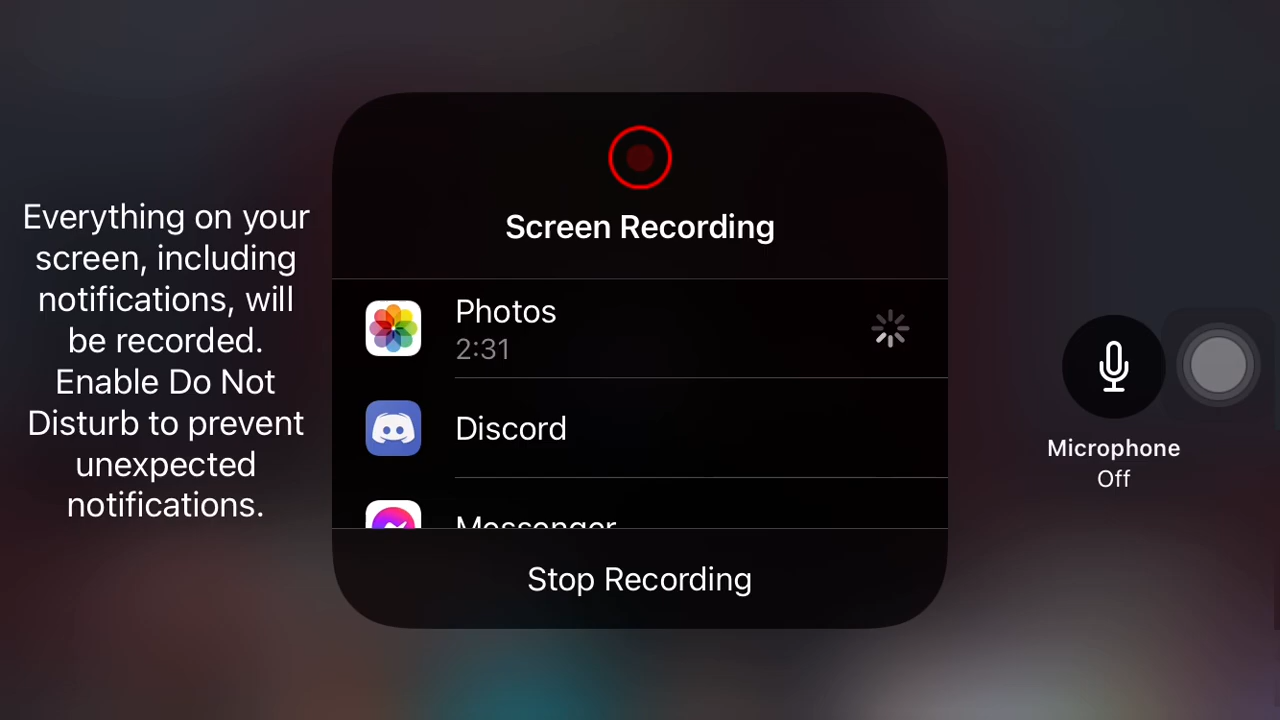 Everything on your
screen, including
notifications, will
be recorded.
Enable Do Not
Disturb to prevent
unexpected
notifications.
Screen Recording
Photos
2:31
Discord
Messenger
Stop Recording
Microphone
Off